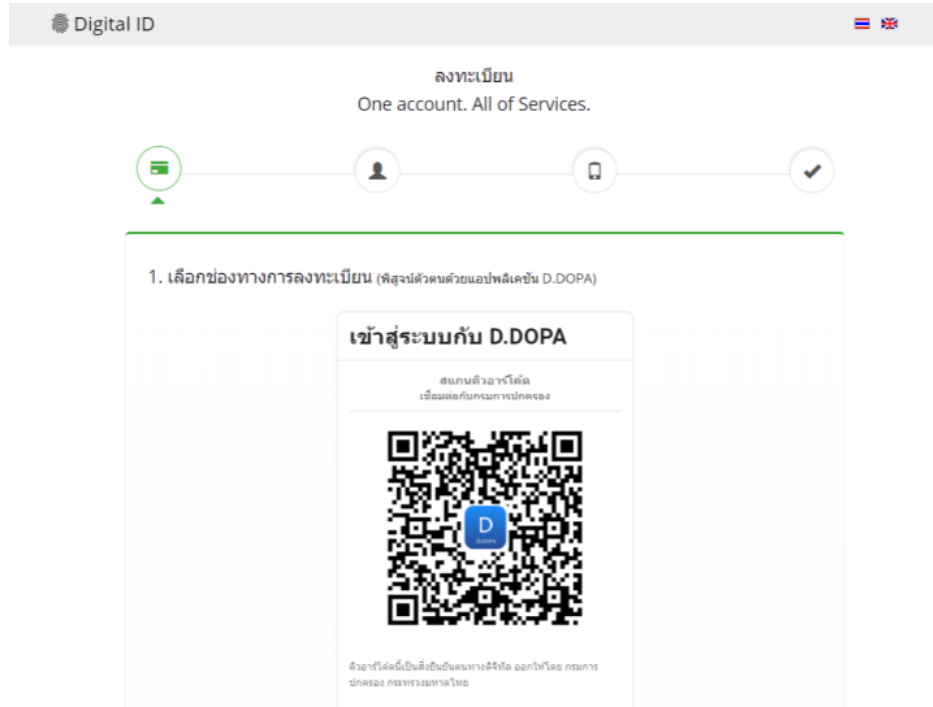 Digital ID
ลงทะเบียน
One account. All of Services.
1. เลือกช่องทางการลงทะเบียน (พิสูจน์ตัวตนด้วยแอปพลิเคชัน D.DOPA)
เข้าสู่ระบบกับ D.DOPA
สแกนคิวอาร์โค้ด
เชื่อมต่อกับกรมการปกครอง
D
D.DOPA
คิวอาร์โค้ดนี้เป็นสิ่งยืนยันตนทางดิจิทัล ออกให้โดย กรมการ
ปกครอง กระทรวงมหาดไทย